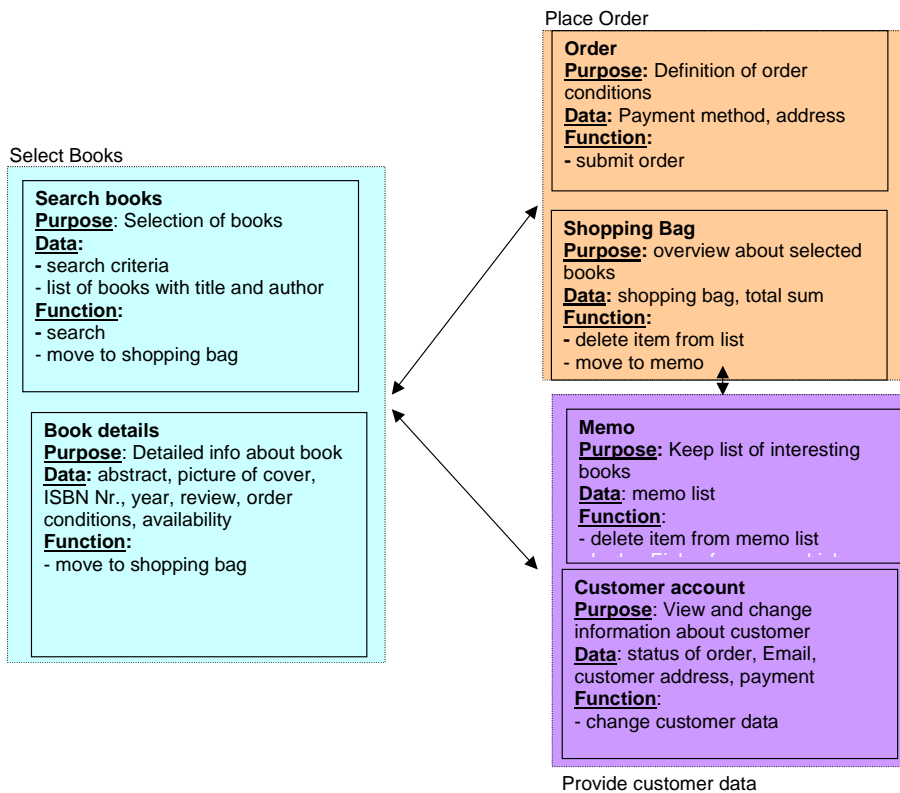 Place Order
Order
Purpose: Definition of order
conditions
Data: Payment method, address
Function:
- submit order
Shopping Bag
Purpose: overview about selected
books
Data: shopping bag, total sum
Function:
- delete item from list
- move to memo
Select Books
Search books
Purpose: Selection of books
Data:
- search criteria
- list of books with title and author
Function:
- search
- move to shopping bag
Book details
Purpose: Detailed info about book
Data: abstract, picture of cover,
ISBN Nr., year, review, order
conditions, availability
Function:
- move to shopping bag
Memo
Purpose: Keep list of interesting
books
Data: memo list
Function:
- delete item from memo list
Customer account
Purpose: View and change
information about customer
Data: status of order, Email,
customer address, payment
Function:
- change customer data
Provide customer data